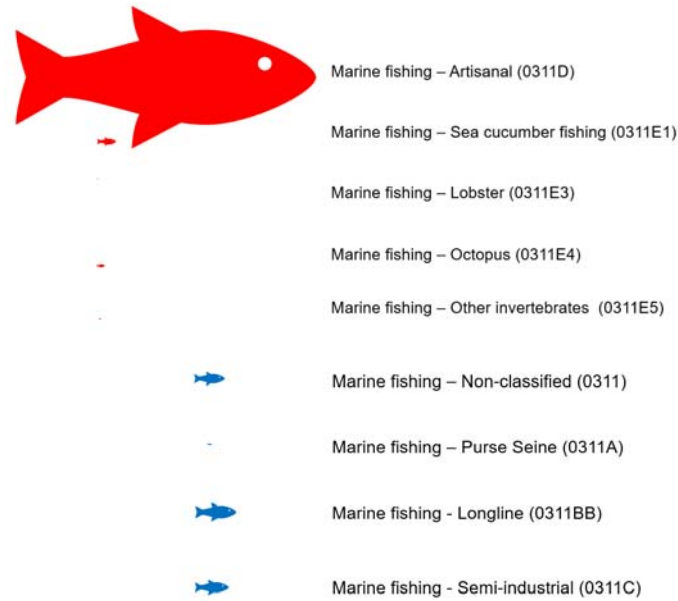 Marine fishing – Artisanal (0311D)
Marine fishing – Sea cucumber fishing (0311E1)
Marine fishing – Lobster (0311E3)
Marine fishing – Octopus (0311E4)
Marine fishing – Other invertebrates  (0311E5)
Marine fishing – Non-classified (0311)
Marine fishing – Purse Seine (0311A)
Marine fishing - Longline (0311BB)
Marine fishing - Semi-industrial (0311C)